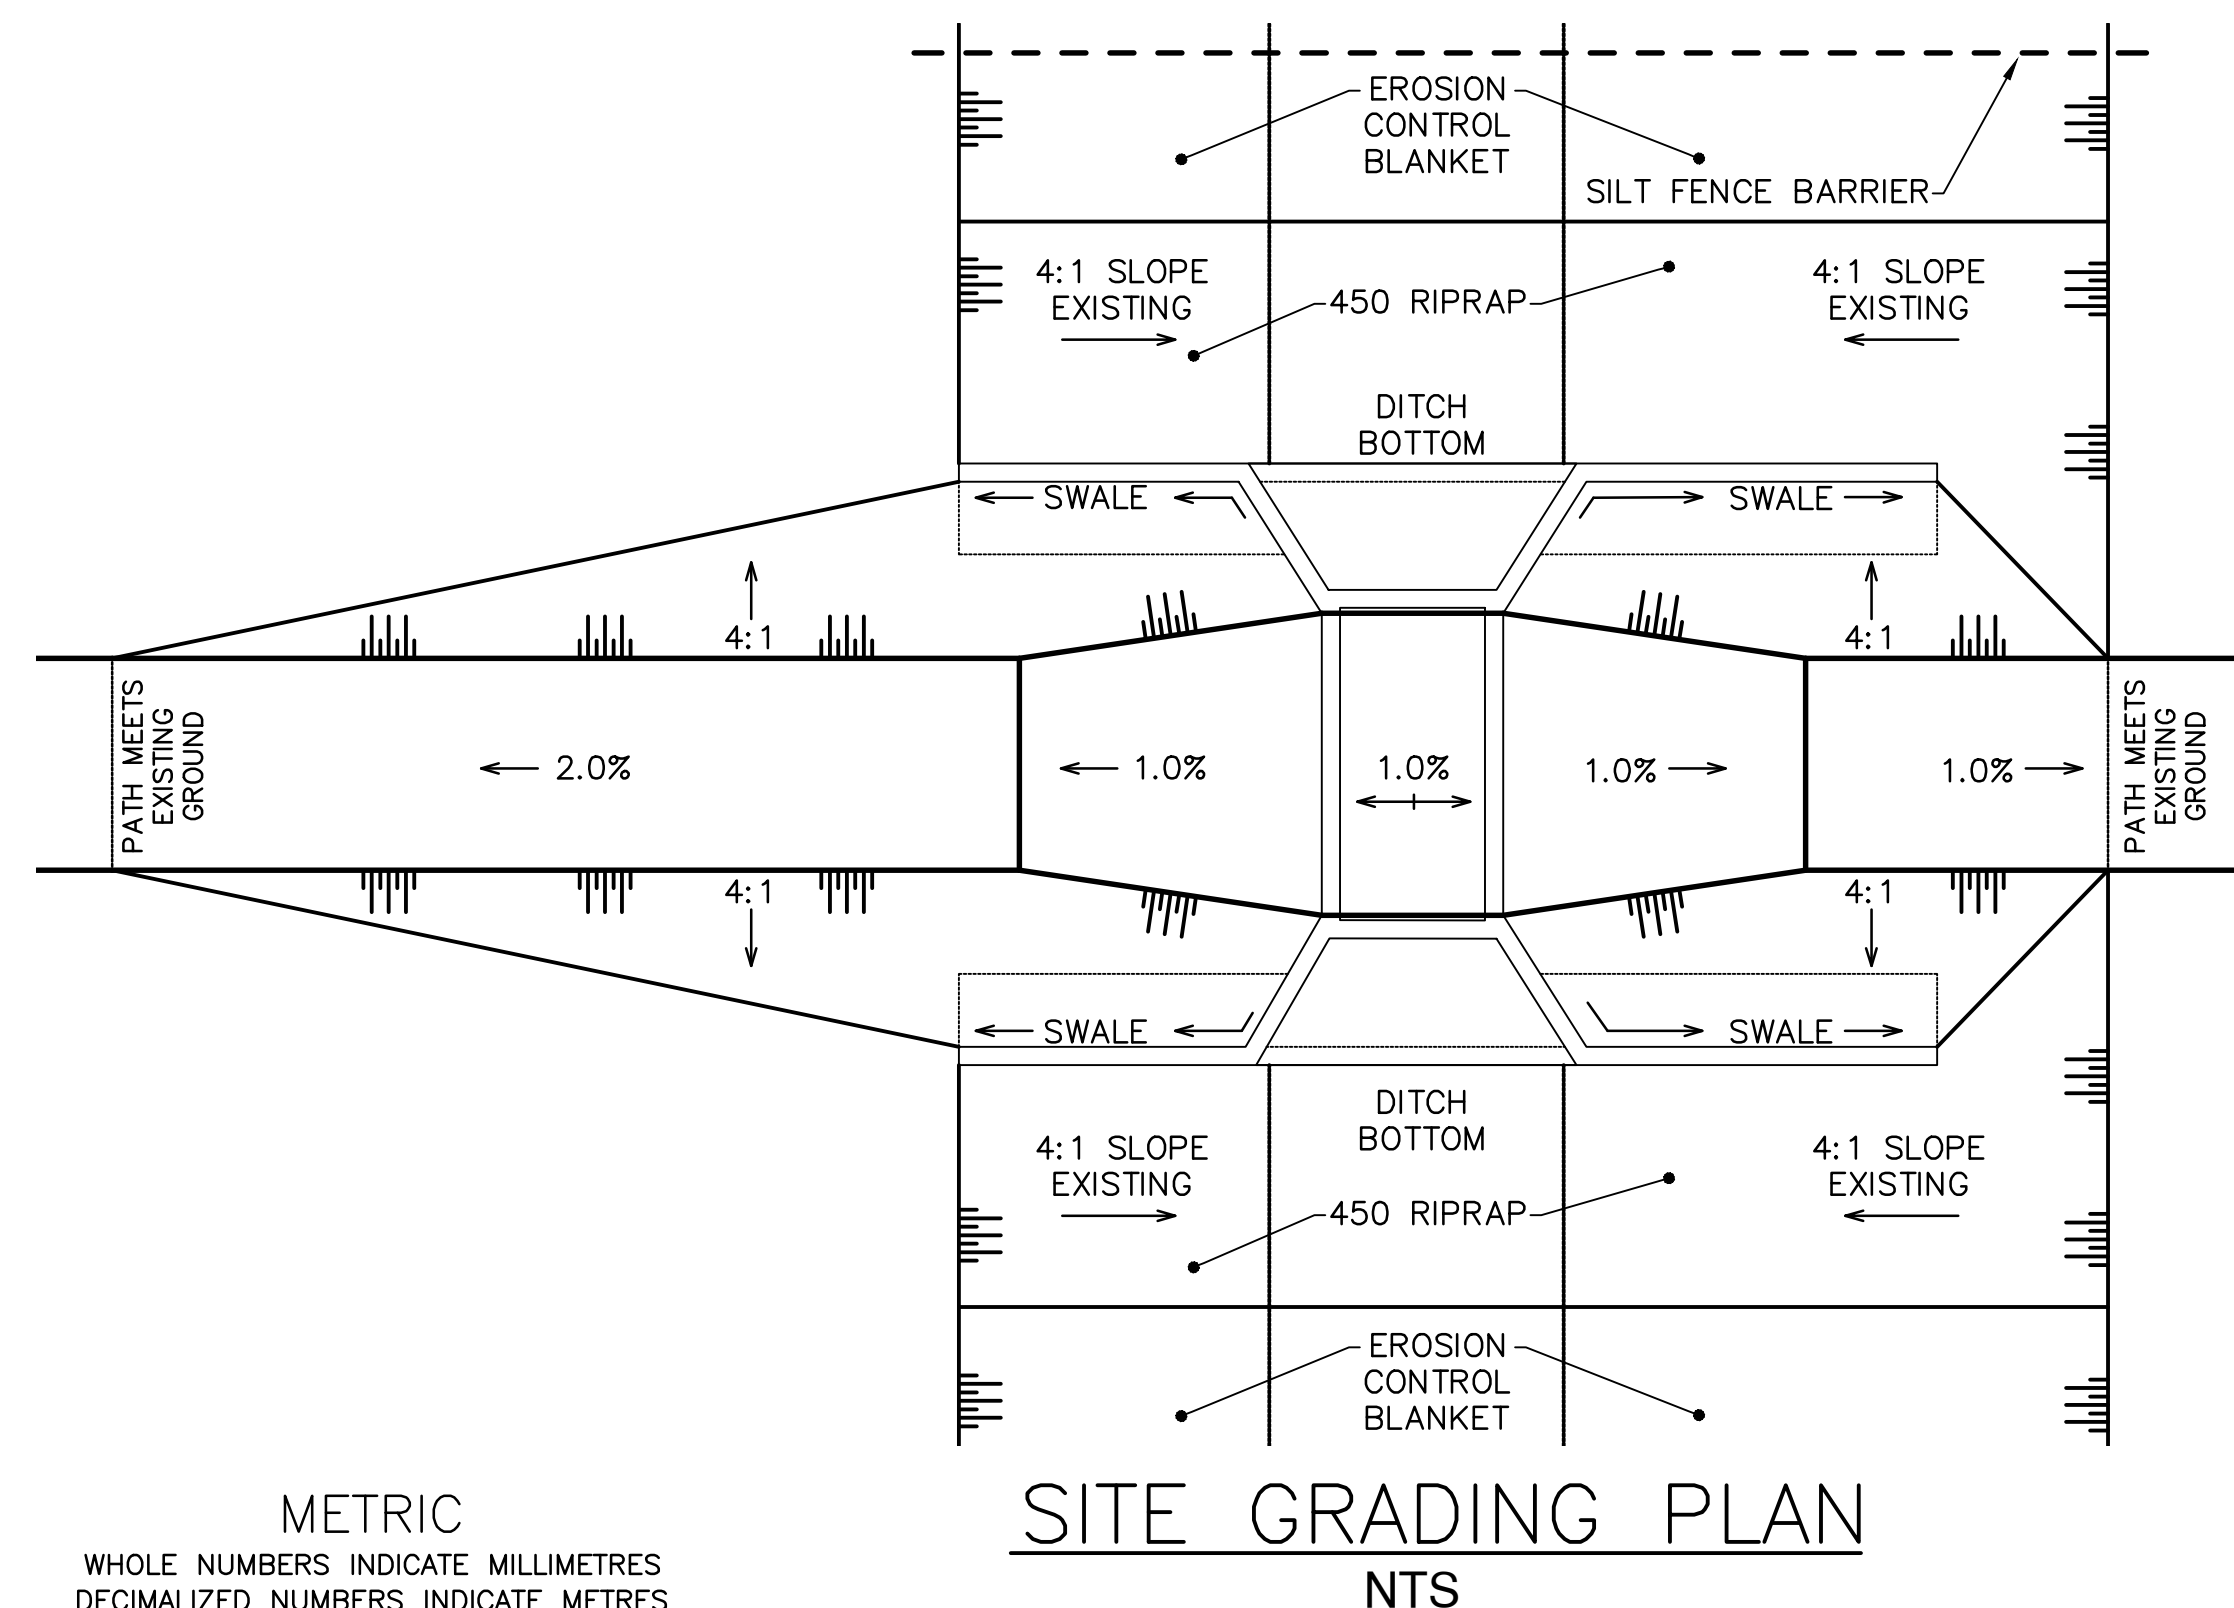 EROSION
CONTROL
BLANKET
SILT FENCE BARRIER
4:1 SLOPE
EXISTING
450 RIPRAP
4:1 SLOPE
EXISTING
DITCH
BOTTOM
SWALE
SWALE
4:1
4:1
PATH MEETS
EXISTING
GROUND
2.0%
1.0%
1.0%
1.0%
1.0%
PATH MEETS
EXISTING
GROUND
4:1
4:1
SWALE
SWALE
DITCH
BOTTOM
4:1 SLOPE
EXISTING
450 RIPRAP
4:1 SLOPE
EXISTING
EROSION
CONTROL
BLANKET
SITE GRADING PLAN
NTS
METRIC
WHOLE NUMBERS INDICATE MILLIMETRES
DECIMALIZED NUMBERS INDICATE METRES